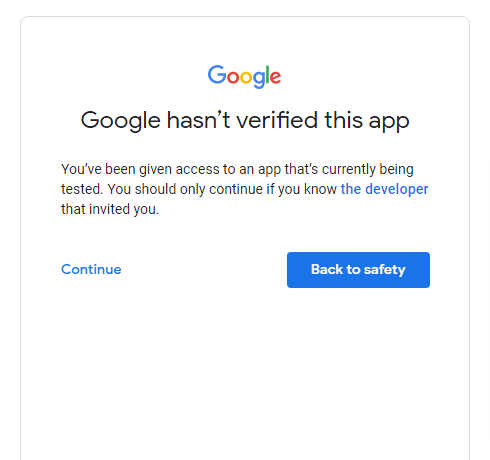 Google
Google hasn’t verified this app
You’ve been given access to an app that’s currently being
tested. You should only continue if you know the developer
that invited you.
Continue
Back to safety